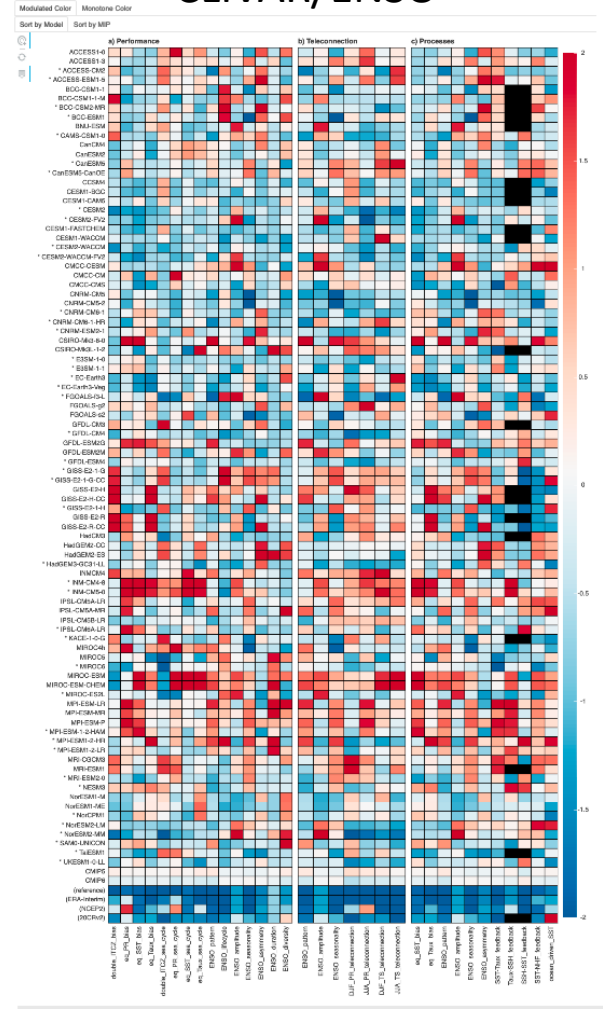 CLIVAR, ENSO
Modulated Color Monotone Color
Sort by Model Sort by MIP
a) Performance b) Teleconnection c) Processes
ACCESS1-0
ACCESS1-3
* ACCESS-CM2
* ACCESS-ESM1-5
BCC-CSM1-1
BCC-CSM1-1-M
* BCC-CSM2-MR
* BCC-ESM1
BNU-ESM
* CAMS-CSM1-0
CanCM4
CanESM2
* CanESM5
* CanESM5-CanOE
CCSM4
CESM1-BGC
CESM1-CAM5
* CESM2
* CESM2-FV2
CESM1-FASTCHEM
CESM1-WACCM
* CESM2-WACCM
* CESM2-WACCM-FV2
CMCC-CESM
CMCC-CM
CMCC-CMS
CNRM-CM5
CNRM-CM5-2
* CNRM-CM6-1
* CNRM-CM6-1-HR
* CNRM-ESM2-1
CSIRO-Mk3-6-0
CSIRO-Mk3L-1-2
* E3SM-1-0
* E3SM-1-1
* EC-Earth3
* EC-Earth3-Veg
* FGOALS-f3-L
FGOALS-g2
FGOALS-s2
GFDL-CM3
* GFDL-CM4
GFDL-ESM2G
GFDL-ESM2M
* GFDL-ESM4
* GISS-E2-1-G
* GISS-E2-1-G-CC
GISS-E2-H
GISS-E2-H-CC
* GISS-E2-1-H
GISS-E2-R
GISS-E2-R-CC
HadCM3
HadGEM2-CC
HadGEM2-ES
* HadGEM3-GC31-LL
INMCM4
* INM-CM4-8
* INM-CM5-0
IPSL-CM5A-LR
IPSL-CM5A-MR
IPSL-CM5B-LR
* IPSL-CM6A-LR
* KACE-1-0-G
MIROC4h
MIROC5
* MIROC6
MIROC-ESM
MIROC-ESM-CHEM
* MIROC-ES2L
MPI-ESM-LR
MPI-ESM-MR
MPI-ESM-P
* MPI-ESM-1-2-HAM
* MPI-ESM1-2-HR
* MPI-ESM1-2-LR
MRI-CGCM3
MRI-ESM1
* MRI-ESM2-0
* NESM3
NorESM1-M
NorESM1-ME
* NorCPM1
* NorESM2-LM
* NorESM2-MM
* SAM0-UNICON
* TaiESM1
* UKESM1-0-LL
CMIP5
CMIP6
(reference)
(ERA-Interim)
(NCEP2)
(20CRv2)
2
1.5
1
0.5
0
-0.5
-1
-1.5
-2
double_ITCZ_bias
eq_PR_bias
eq_SST_bias
eq_Taux_bias
double_ITCZ_sea_cycle
eq_PR_sea_cycle
eq_SST_sea_cycle
eq_Taux_sea_cycle
ENSO_pattern
ENSO_lifecycle
ENSO_amplitude
ENSO_seasonality
ENSO_asymmetry
ENSO_duration
ENSO_diversity
ENSO_pattern
ENSO_amplitude
ENSO_seasonality
DJF_PR_teleconnection
JJA_PR_teleconnection
DJF_TS_teleconnection
JJA_TS_teleconnection
eq_SST_bias
eq_Taux_bias
ENSO_pattern
ENSO_amplitude
ENSO_seasonality
ENSO_asymmetry
SST-Taux_feedback
Taux-SSH_feedback
SSH-SST_feedback
SST-NHF_feedback
ocean_driven_SST